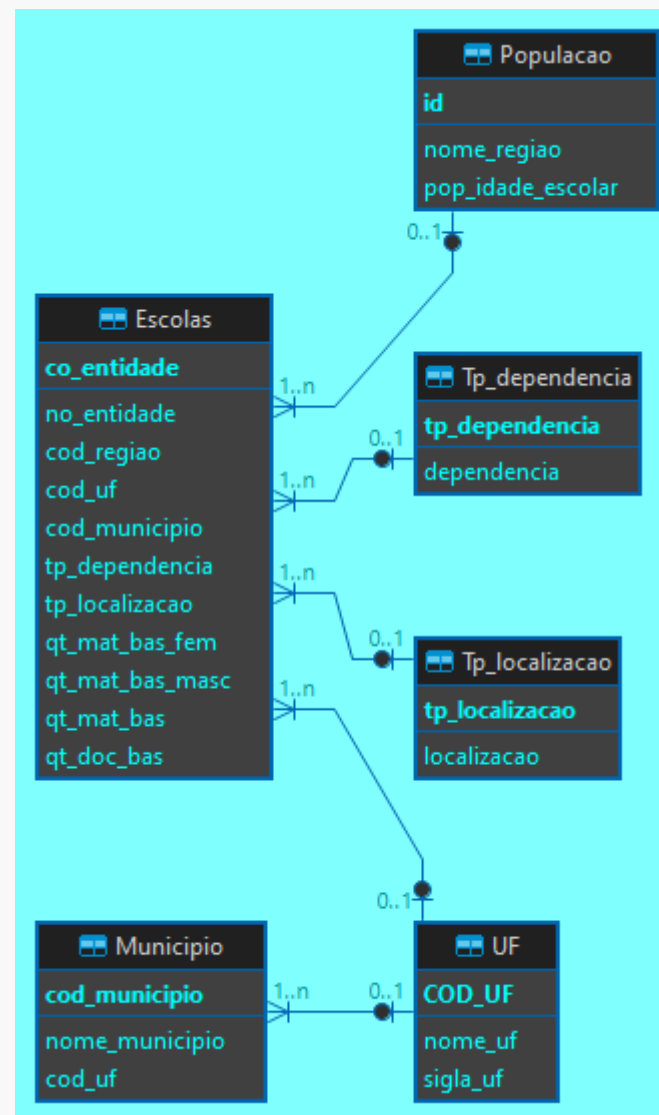 Populacao
id
nome_regiao
pop_idade_escolar
0..1
Escolas
co_entidade
no_entidade
cod_regiao
cod_uf
cod_municipio
tp_dependencia
tp_localizacao
qt_mat_bas_fem
qt_mat_bas_masc
qt_mat_bas
qt_doc_bas
1..n
1..n
1..n
1..n
Tp_dependencia
tp_dependencia
dependencia
0..1
Tp_localizacao
tp_localizacao
localizacao
0..1
0..1
Municipio
cod_municipio
nome_municipio
cod_uf
1..n
0..1
UF
COD_UF
nome_uf
sigla_uf